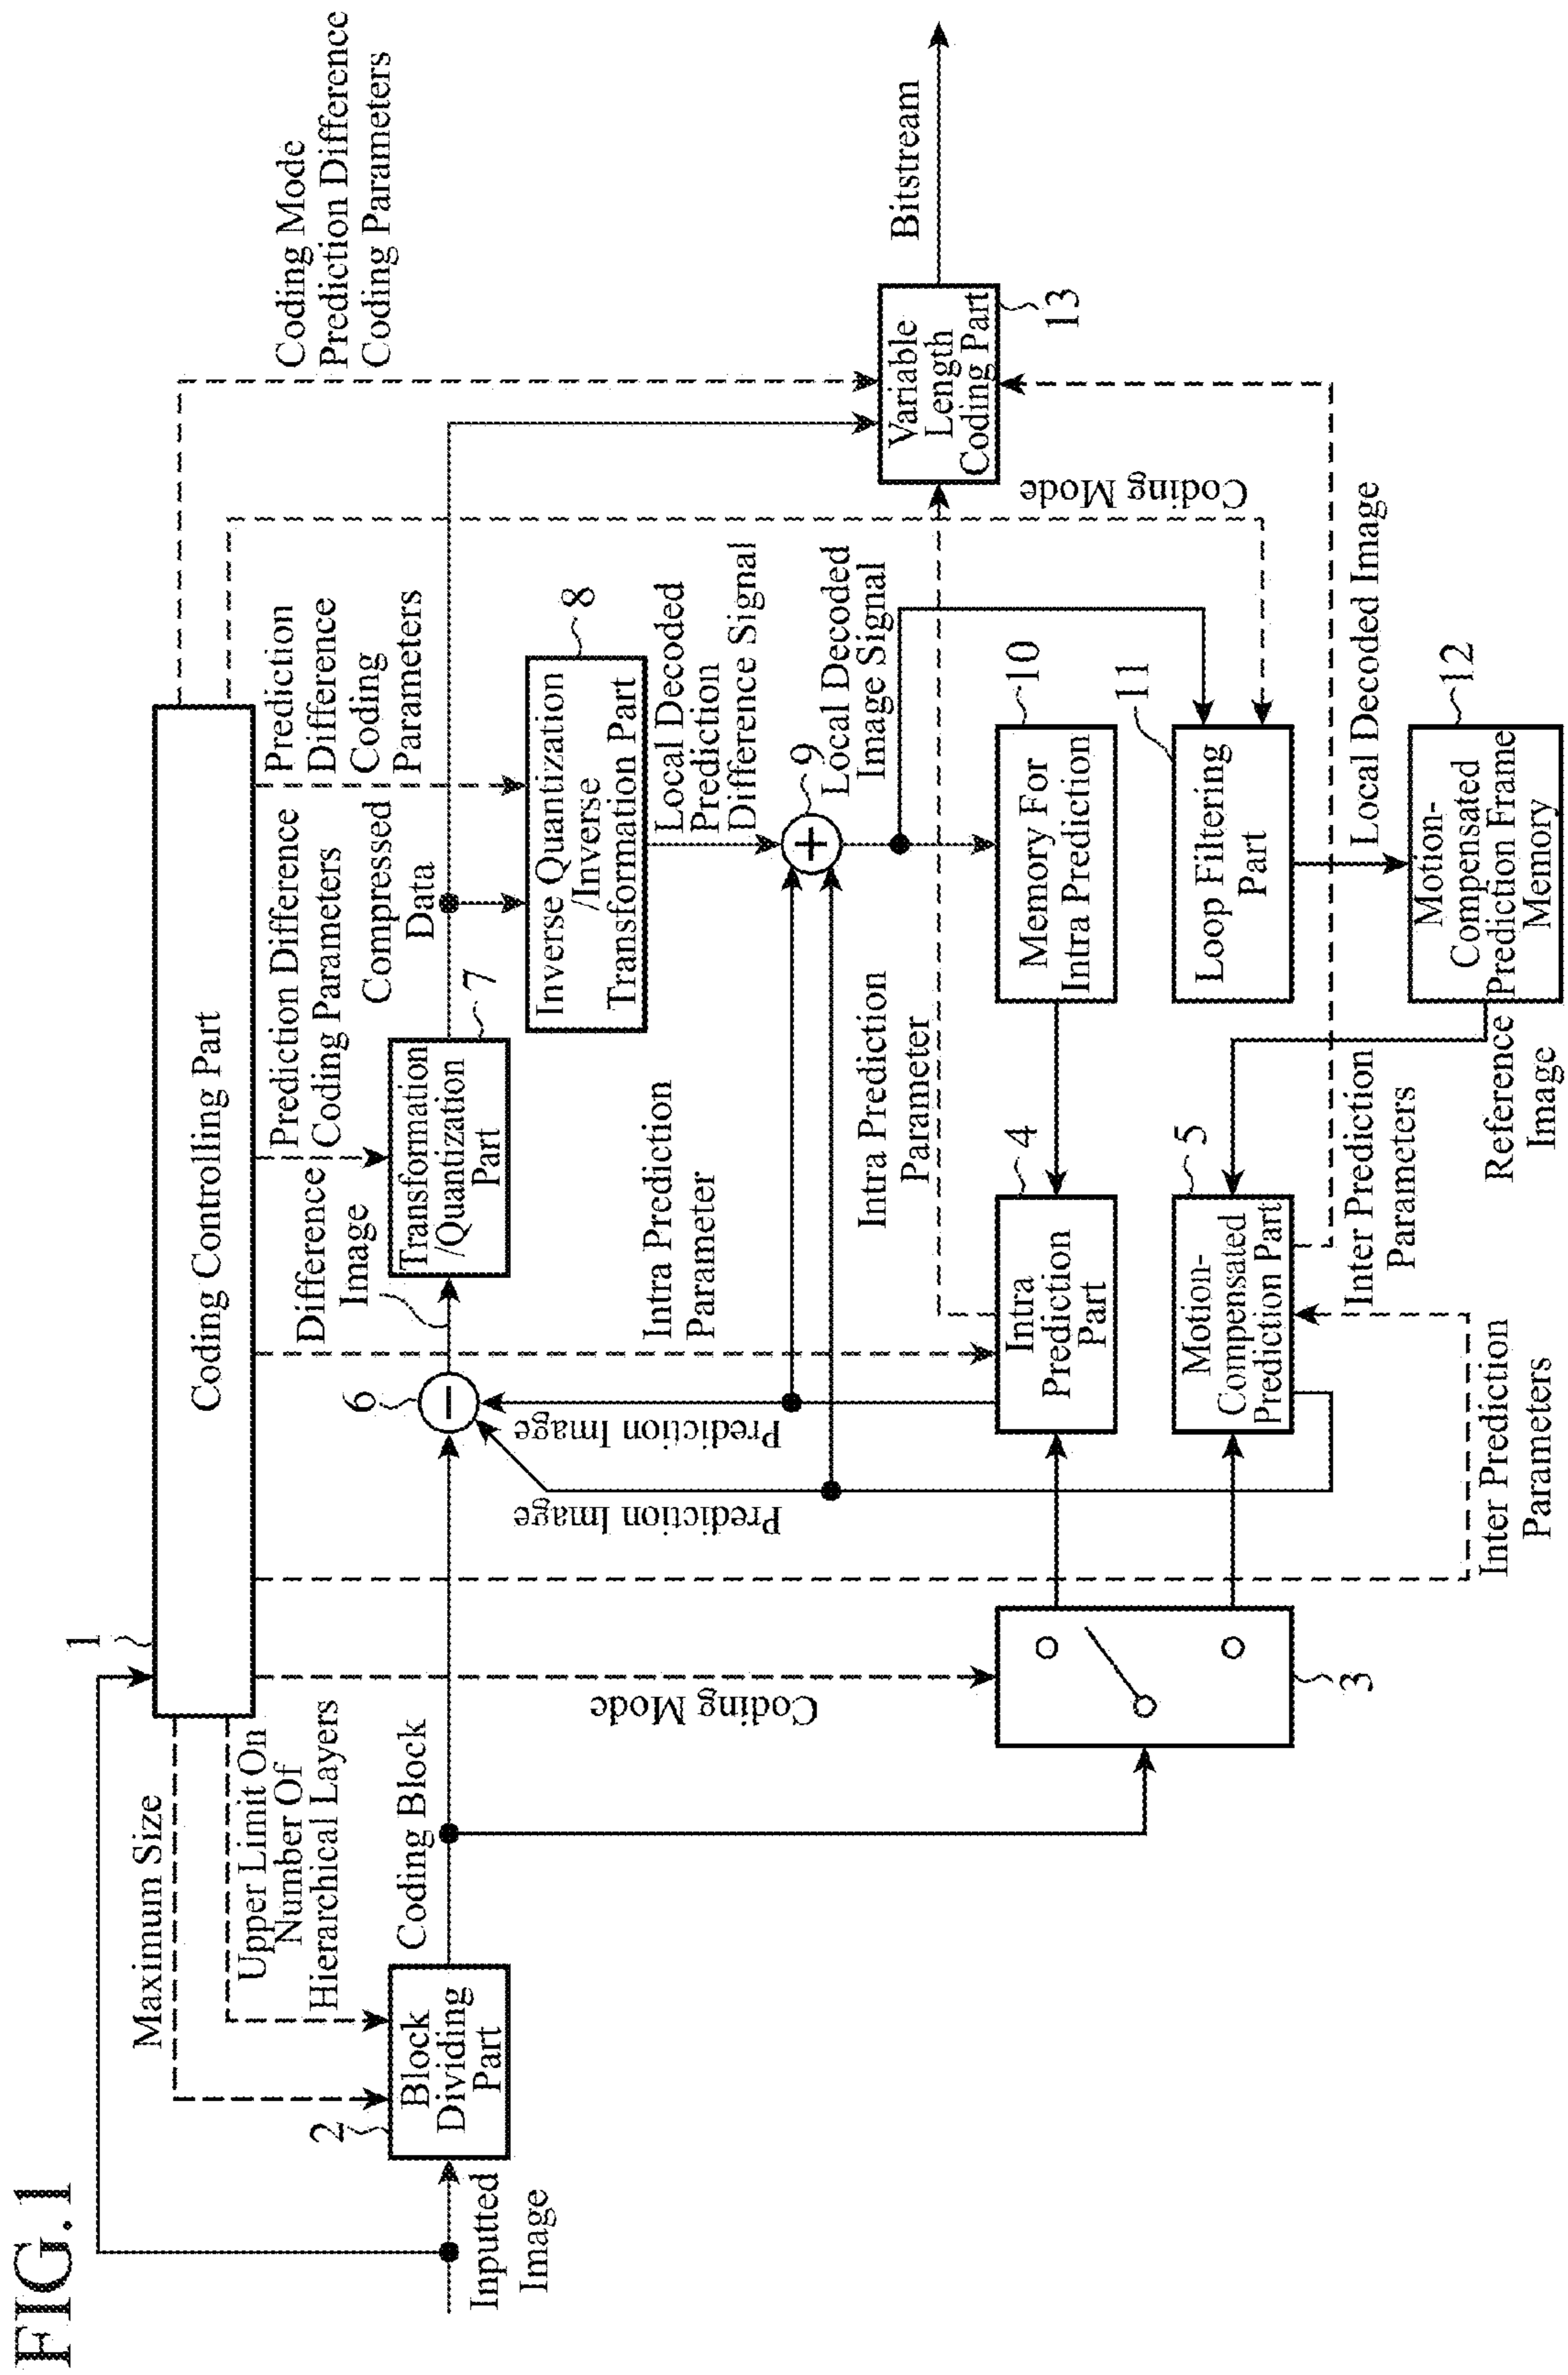 FIG.1
1
Coding Controlling Part
Maximum Size
Upper Limit On
Number Of
Hierarchical Layers
Inputted
Image
2
Block
Dividing
Part
Coding Block
Coding Mode
3
6
Difference
Image
Prediction Difference
Coding Parameters
Transformation
/Quantization
Part
7
Compressed
Data
Prediction
Difference
Coding
Parameters
Inverse Quantization
/Inverse
Transformation Part
8
Local Decoded
Prediction
Difference Signal
9
Local Decoded
Image Signal
Coding Mode
Prediction Difference
Coding Parameters
Variable
Length
Coding Part
13
Bitstream
Coding Mode
Prediction Image
Prediction Image
Intra Prediction
Parameter
Intra Prediction
Parameter
Intra
Prediction
Part
4
Memory For
Intra Prediction
10
Motion-
Compensated
Prediction Part
5
Loop Filtering
Part
11
Local Decoded Image
Motion-
Compensated
Prediction Frame
Memory
12
Reference
Image
Inter Prediction
Parameters
Inter Prediction
Parameters